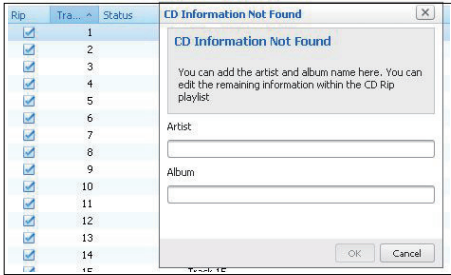 Rip Tra... Status
CD Information Not Found
CD Information Not Found
You can add the artist and album name here. You can
edit the remaining information within the CD Rip
playlist
Artist
Album
OK Cancel
1
2
3
4
5
6
7
8
9
10
11
12
13
14
15 Track 15